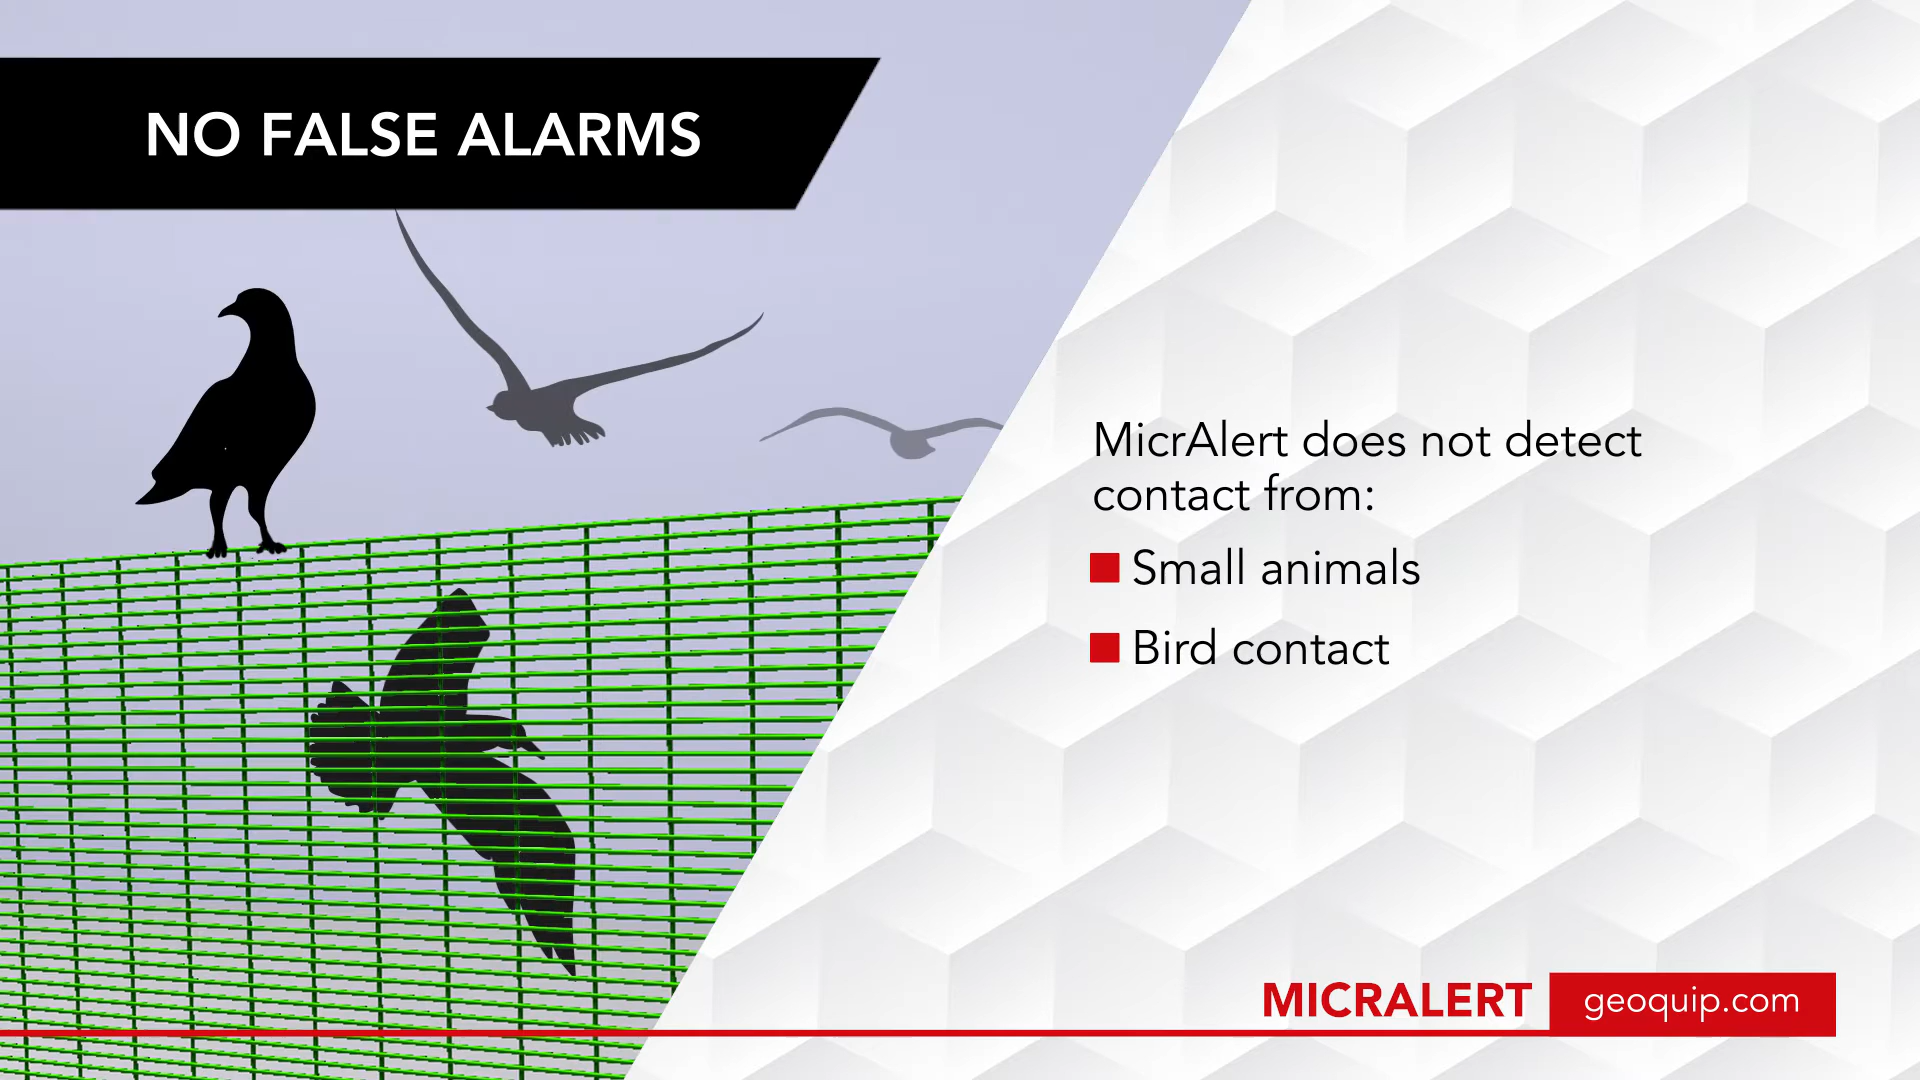 NO FALSE ALARMS
MicrAlert does not detect
contact from:
Small animals
Bird contact
MICRALERT
geoquip.com